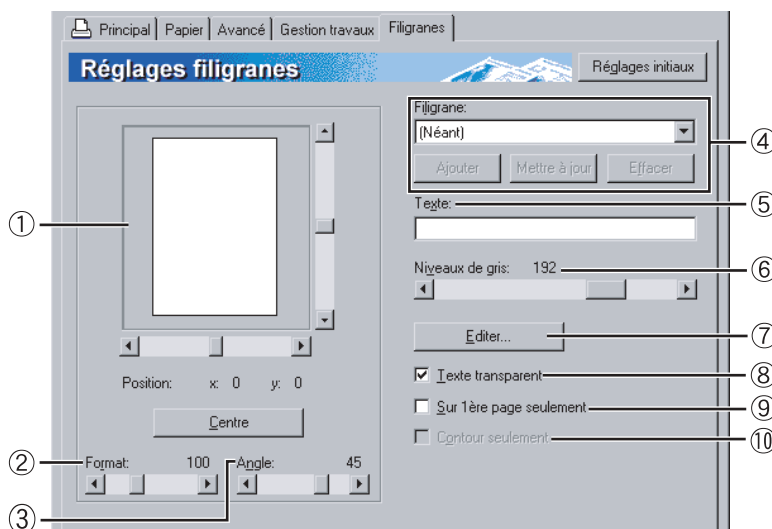 Principal Papier Avancé Gestion travaux Filigranes
Réglages filigranes Réglages initiaux
Filigrane:
(Néant)
④
Ajouter Mettre à jour Effacer
Texte: ⑤
①
Niveaux de gris: 192 ⑥
Editer... ⑦
Position: x: 0 y: 0
Texte transparent ⑧
Centre
Sur 1ère page seulement ⑨
Contour seulement ⑩
② Format: 100 Angle: 45
③